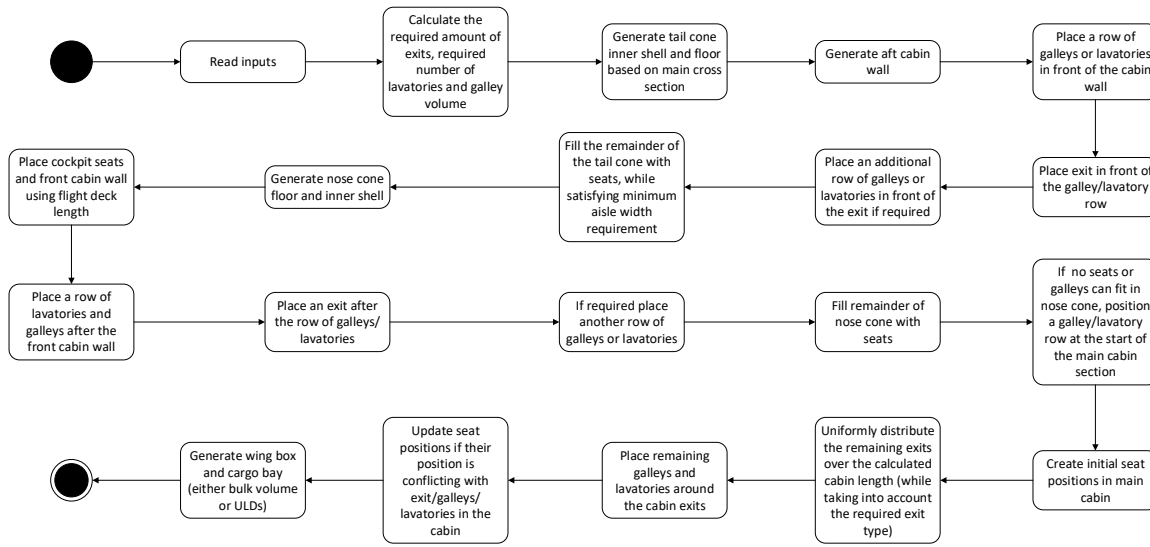 Read inputs
Calculate the
required amount of
exits, required
number of
lavatories and galley
volume
Generate tail cone
inner shell and floor
based on main cross
section
Generate aft cabin
wall
Place a row of
galleys or lavatories
in front of the cabin
wall
Place exit in front of
the galley/lavatory
row
Place an additional
row of galleys or
lavatories in front of
the exit if required
Fill the remainder of
the tail cone with
seats, while
satisfying minimum
aisle width
requirement
Generate nose cone
floor and inner shell
Place cockpit seats
and front cabin wall
using flight deck
length
Place a row of
lavatories and
galleys after the
front cabin wall
Place an exit after
the row of galleys/
lavatories
If required place
another row of
galleys or lavatories
Fill remainder of
nose cone with
seats
If no seats or
galleys can fit in
nose cone, position
a galley/lavatory
row at the start of
the main cabin
section
Create initial seat
positions in main
cabin
Uniformly distribute
the remaining exits
over the calculated
cabin length (while
taking into account
the required exit
type)
Place remaining
galleys and
lavatories around
the cabin exits
Update seat
positions if their
position is
conflicting with
exit/galleys/
lavatories in the
cabin
Generate wing box
and cargo bay
(either bulk volume
or ULDs)